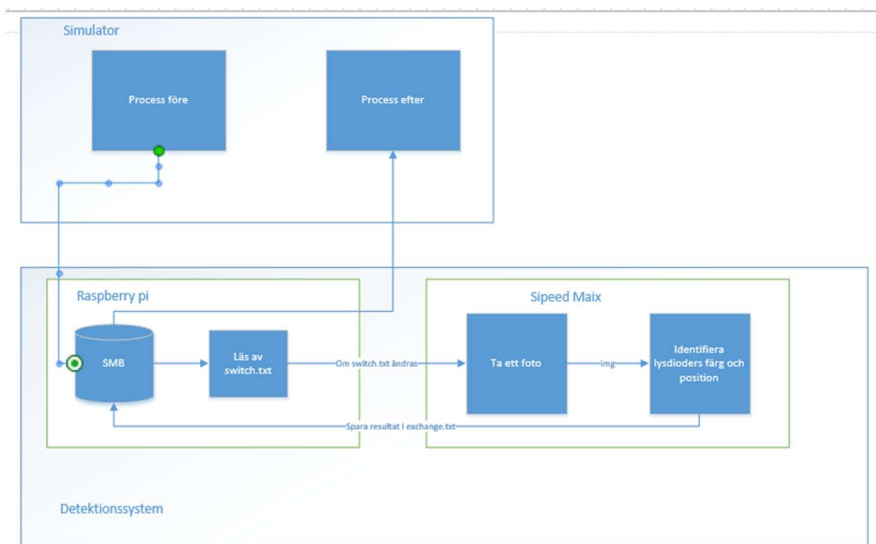 Simulator
Process före
Process efter
Raspberry pi
Sipeed Maix
SMB
Läs av
switch.txt
Om switch.txt ändras
Ta ett foto
img
Identifiera
lysdioders färg och
position
Spara resultat I exchange.txt
Detektionssystem